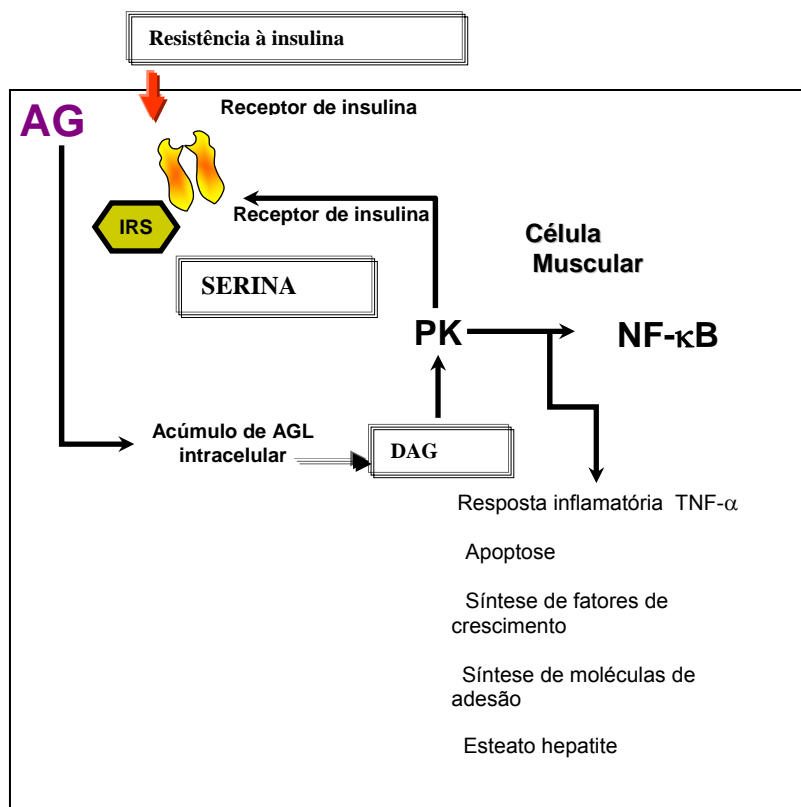 Resistência à insulina
AG
Receptor de insulina
IRS
Receptor de insulina
Célula
Muscular
SERINA
PK
NF-κB
Acúmulo de AGL
intracelular
DAG
Resposta inflamatória TNF-α
Apoptose
Síntese de fatores de
crescimento
Síntese de moléculas de
adesão
Esteato hepatite